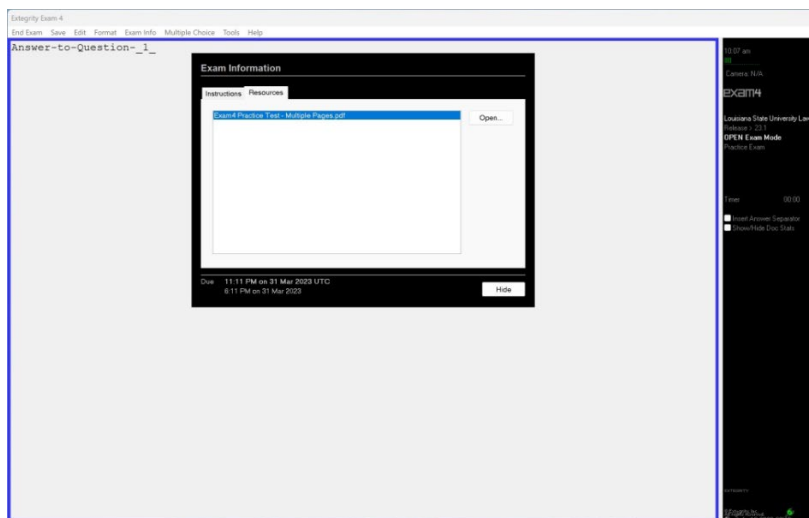 Extegrity Exam 4
End Exam Save Edit Format Exam Info Multiple Choice Tools Help
Answer-to-Question-_1_
Exam Information
Instructions Resources
Exam4 Practice Test - Multiple Pages.pdf
Open...
Due 11:11 PM on 31 Mar 2023 UTC
6:11 PM on 31 Mar 2023
Hide
10:07 am
Camera: N/A
exam4
Louisiana State University Law
Release > 23.1
OPEN Exam Mode
Practice Exam
Timer 00:00
Insert Answer Separator
Show/Hide Doc Stats